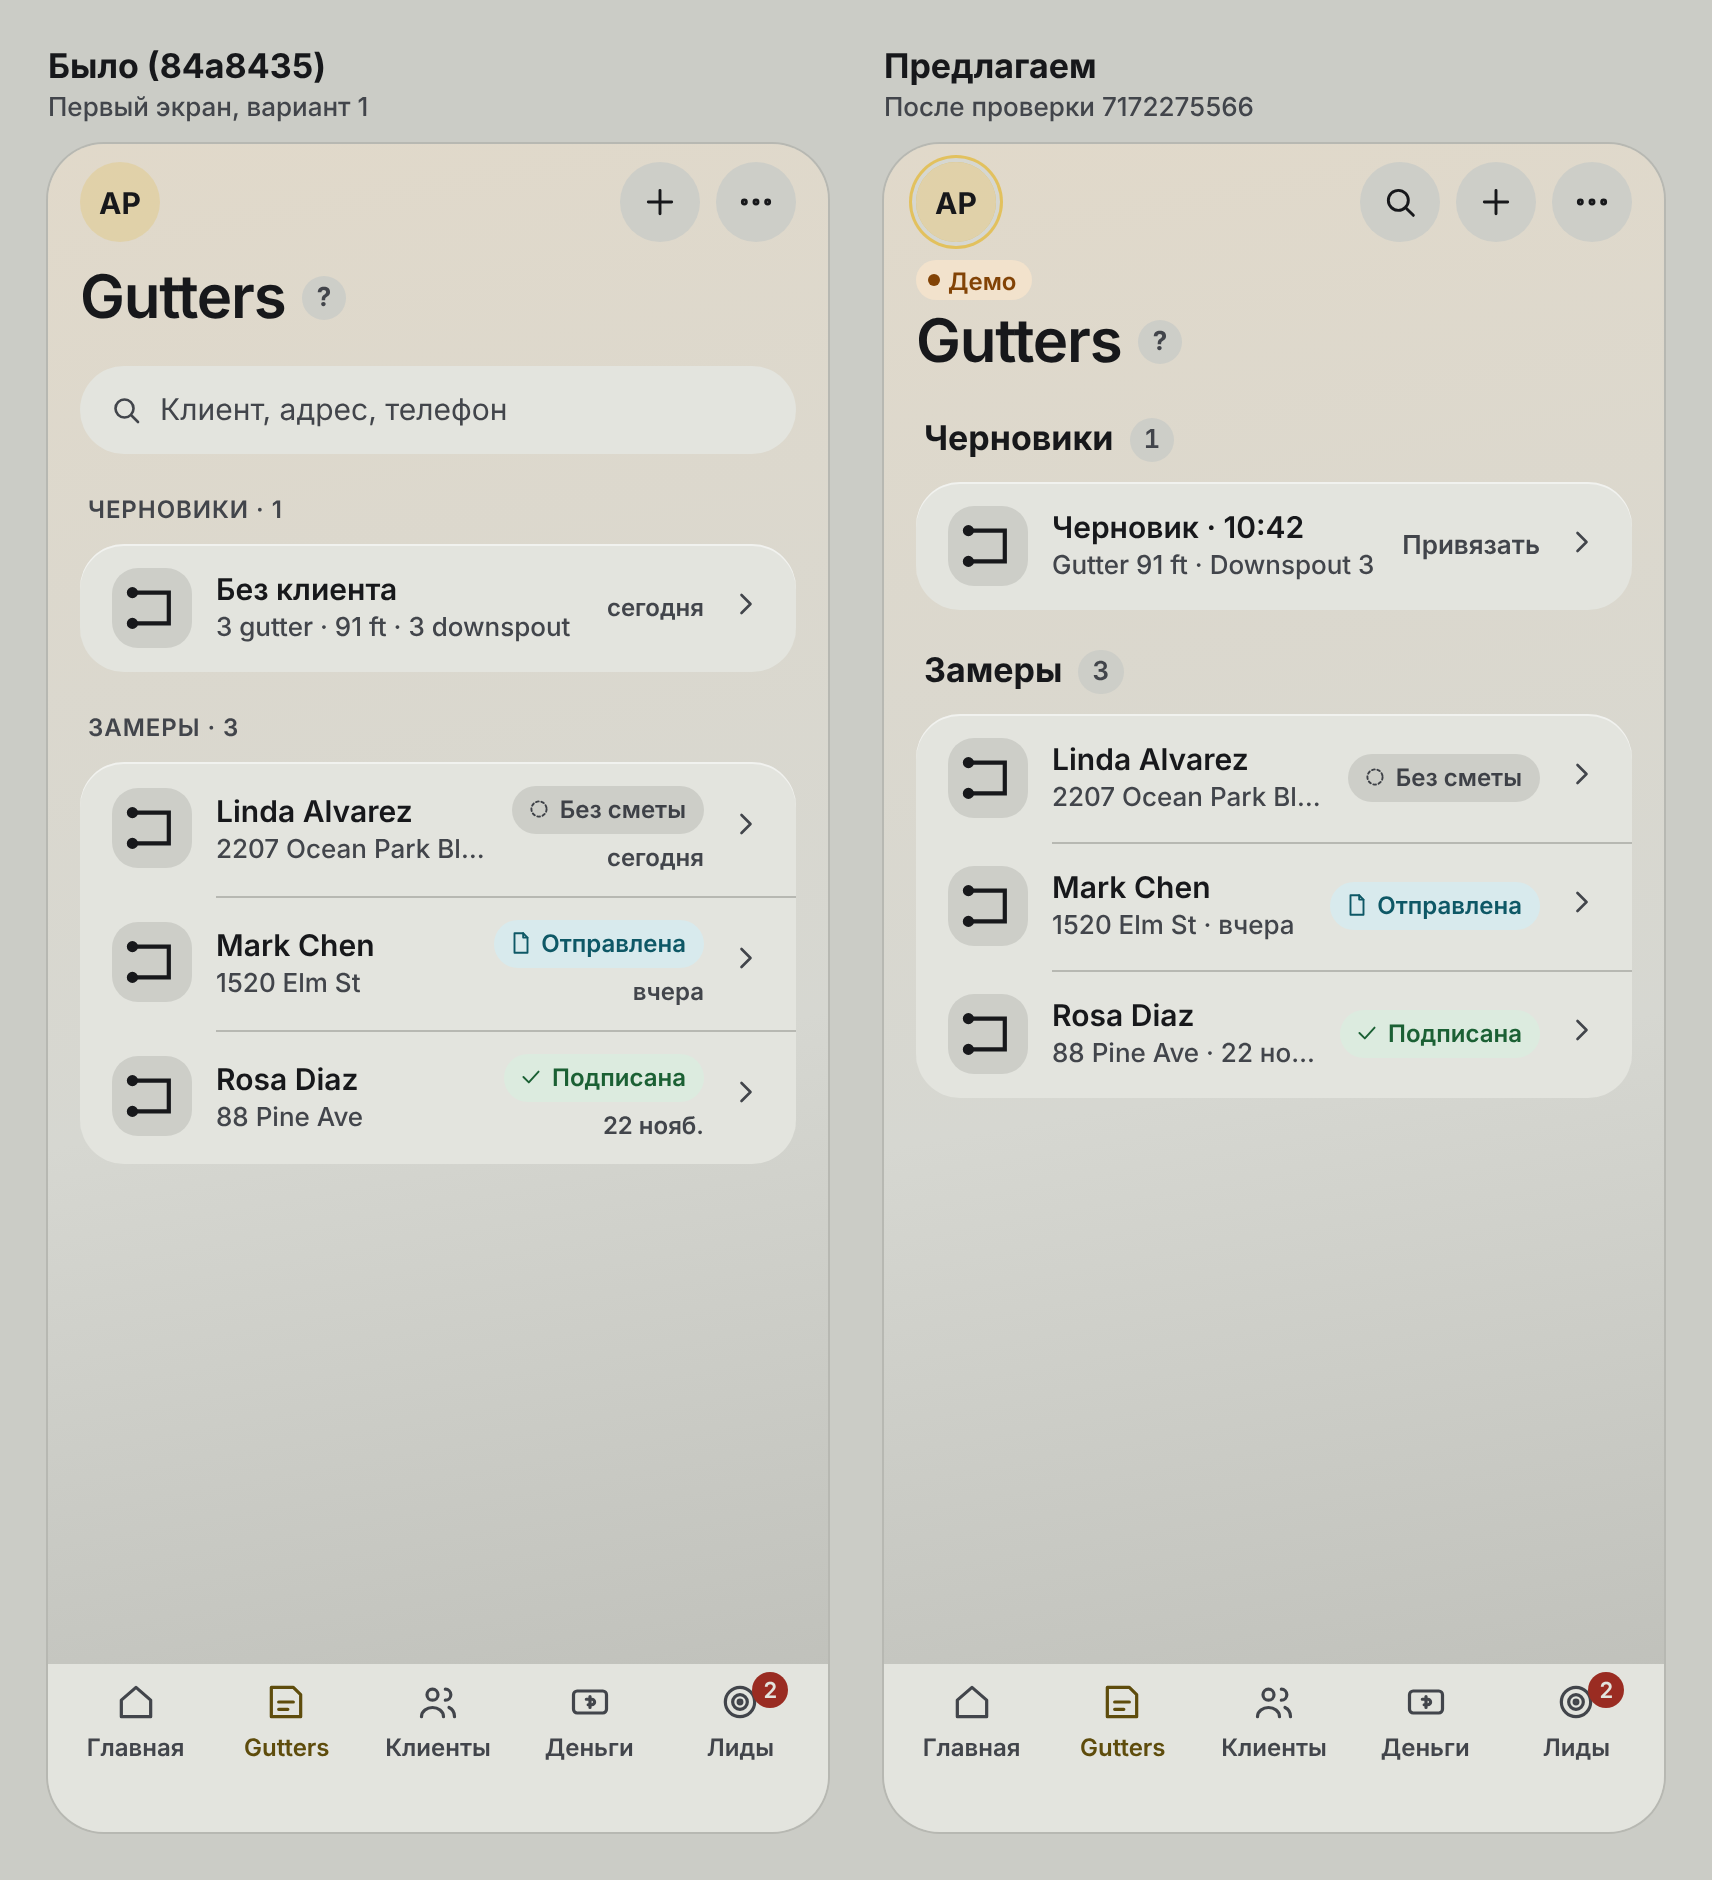 Было (84a8435)
Первый экран, вариант 1
AP
Gutters ?
Клиент, адрес, телефон
ЧЕРНОВИКИ · 1
Без клиента
3 gutter · 91 ft · 3 downspout
сегодня
ЗАМЕРЫ · 3
Linda Alvarez
2207 Ocean Park Bl...
Без сметы
сегодня
Mark Chen
1520 Elm St
Отправлена
вчера
Rosa Diaz
88 Pine Ave
Подписана
22 нояб.
2
Главная Gutters Клиенты Деньги Лиды
Предлагаем
После проверки 7172275566
AP
Демо
Gutters ?
Черновики 1
Черновик · 10:42
Gutter 91 ft · Downspout 3
Привязать
Замеры 3
Linda Alvarez
2207 Ocean Park Bl...
Без сметы
Mark Chen
1520 Elm St · вчера
Отправлена
Rosa Diaz
88 Pine Ave · 22 но...
Подписана
2
Главная Gutters Клиенты Деньги Лиды